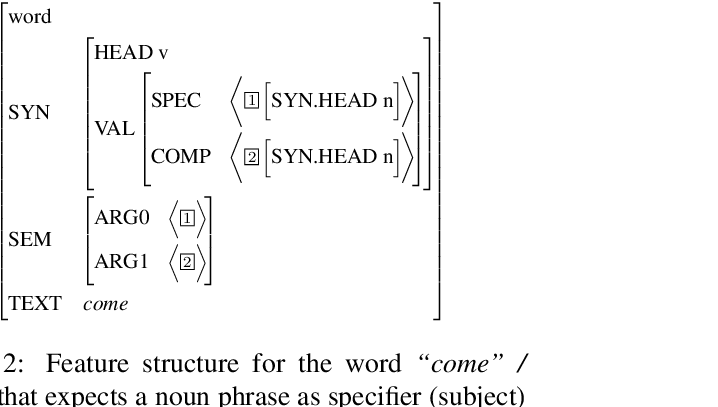 word
HEAD v
SPEC ⟨ 1 [SYN.HEAD n] ⟩
SYN
VAL
COMP ⟨ 2 [SYN.HEAD n] ⟩
ARG0 ⟨ 1 ⟩
SEM
ARG1 ⟨ 2 ⟩
TEXT come
2: Feature structure for the word “come” /
that expects a noun phrase as specifier (subject)